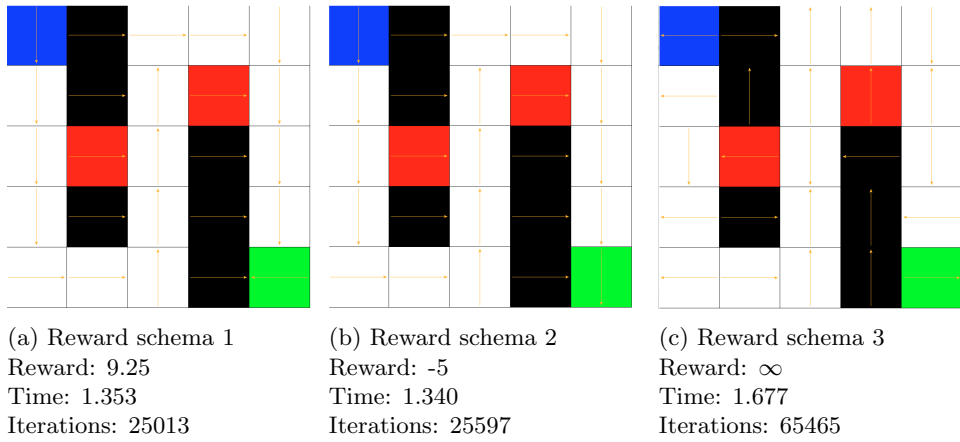 (a) Reward schema 1
Reward: 9.25
Time: 1.353
Iterations: 25013
(b) Reward schema 2
Reward: -5
Time: 1.340
Iterations: 25597
(c) Reward schema 3
Reward: ∞
Time: 1.677
Iterations: 65465